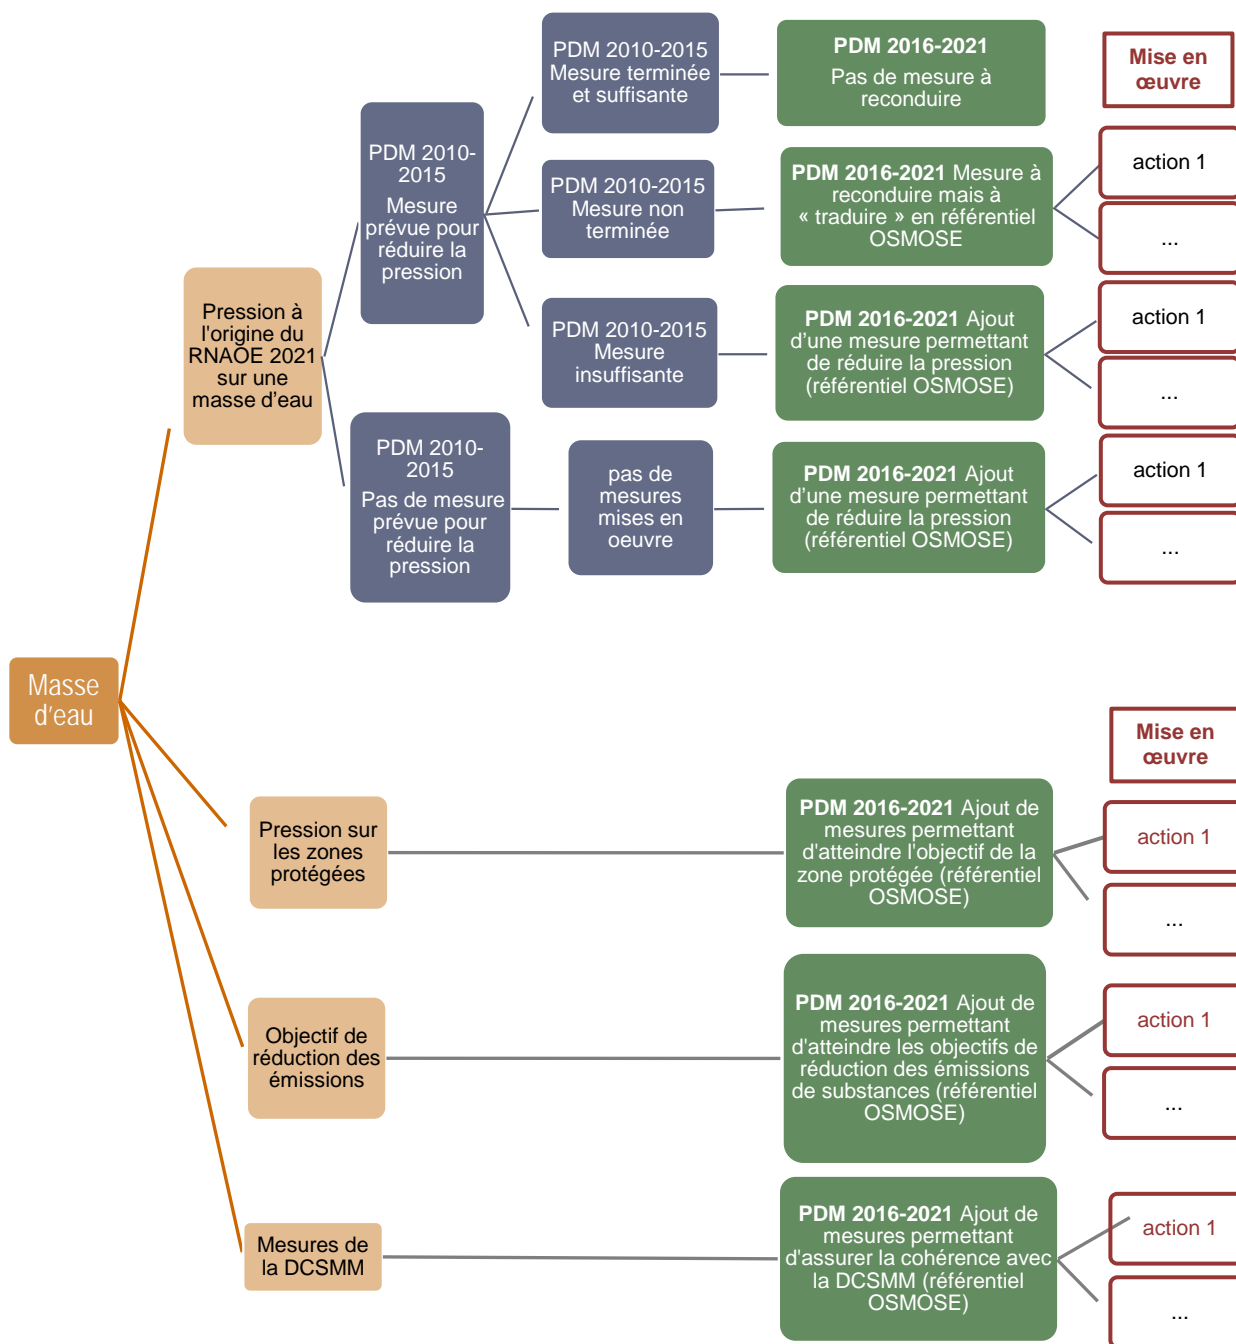 PDM 2010-2015
Mesure terminée
et suffisante
PDM 2016-2021
Pas de mesure à
reconduire
Mise en
œuvre
PDM 2010-
2015
Mesure
prévue pour
réduire la
pression
PDM 2010-2015
Mesure non
terminée
PDM 2016-2021 Mesure à
reconduire mais à
« traduire » en référentiel
OSMOSE
action 1
...
Pression à
l'origine du
RNAOE 2021
sur une
masse d’eau
PDM 2010-2015
Mesure
insuffisante
PDM 2016-2021 Ajout
d’une mesure permettant
de réduire la pression
(référentiel OSMOSE)
action 1
...
PDM 2010-
2015
Pas de mesure
prévue pour
réduire la
pression
pas de
mesures
mises en
oeuvre
PDM 2016-2021 Ajout
d’une mesure permettant
de réduire la pression
(référentiel OSMOSE)
action 1
...
Masse
d’eau
Mise en
œuvre
Pression sur
les zones
protégées
PDM 2016-2021 Ajout de
mesures permettant
d'atteindre l'objectif de la
zone protégée (référentiel
OSMOSE)
action 1
...
Objectif de
réduction des
émissions
PDM 2016-2021 Ajout de
mesures permettant
d'atteindre les objectifs de
réduction des émissions
de substances (référentiel
OSMOSE)
action 1
...
Mesures de
la DCSMM
PDM 2016-2021 Ajout de
mesures permettant
d'assurer la cohérence avec
la DCSMM (référentiel
OSMOSE)
action 1
...